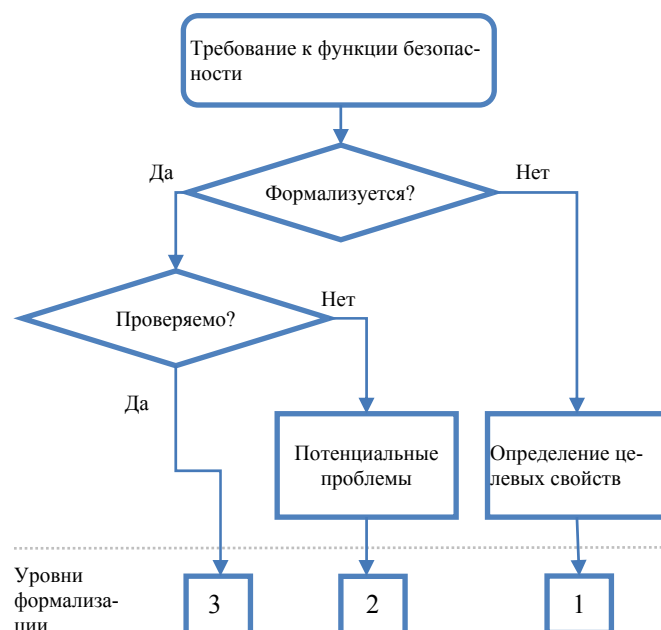 Требование к функции безопас-
ности
Да
Нет
Формализуется?
Нет
Проверяемо?
Да
Потенциальные
проблемы
Определение це-
левых свойств
Уровни
формализа-
ции
3
2
1